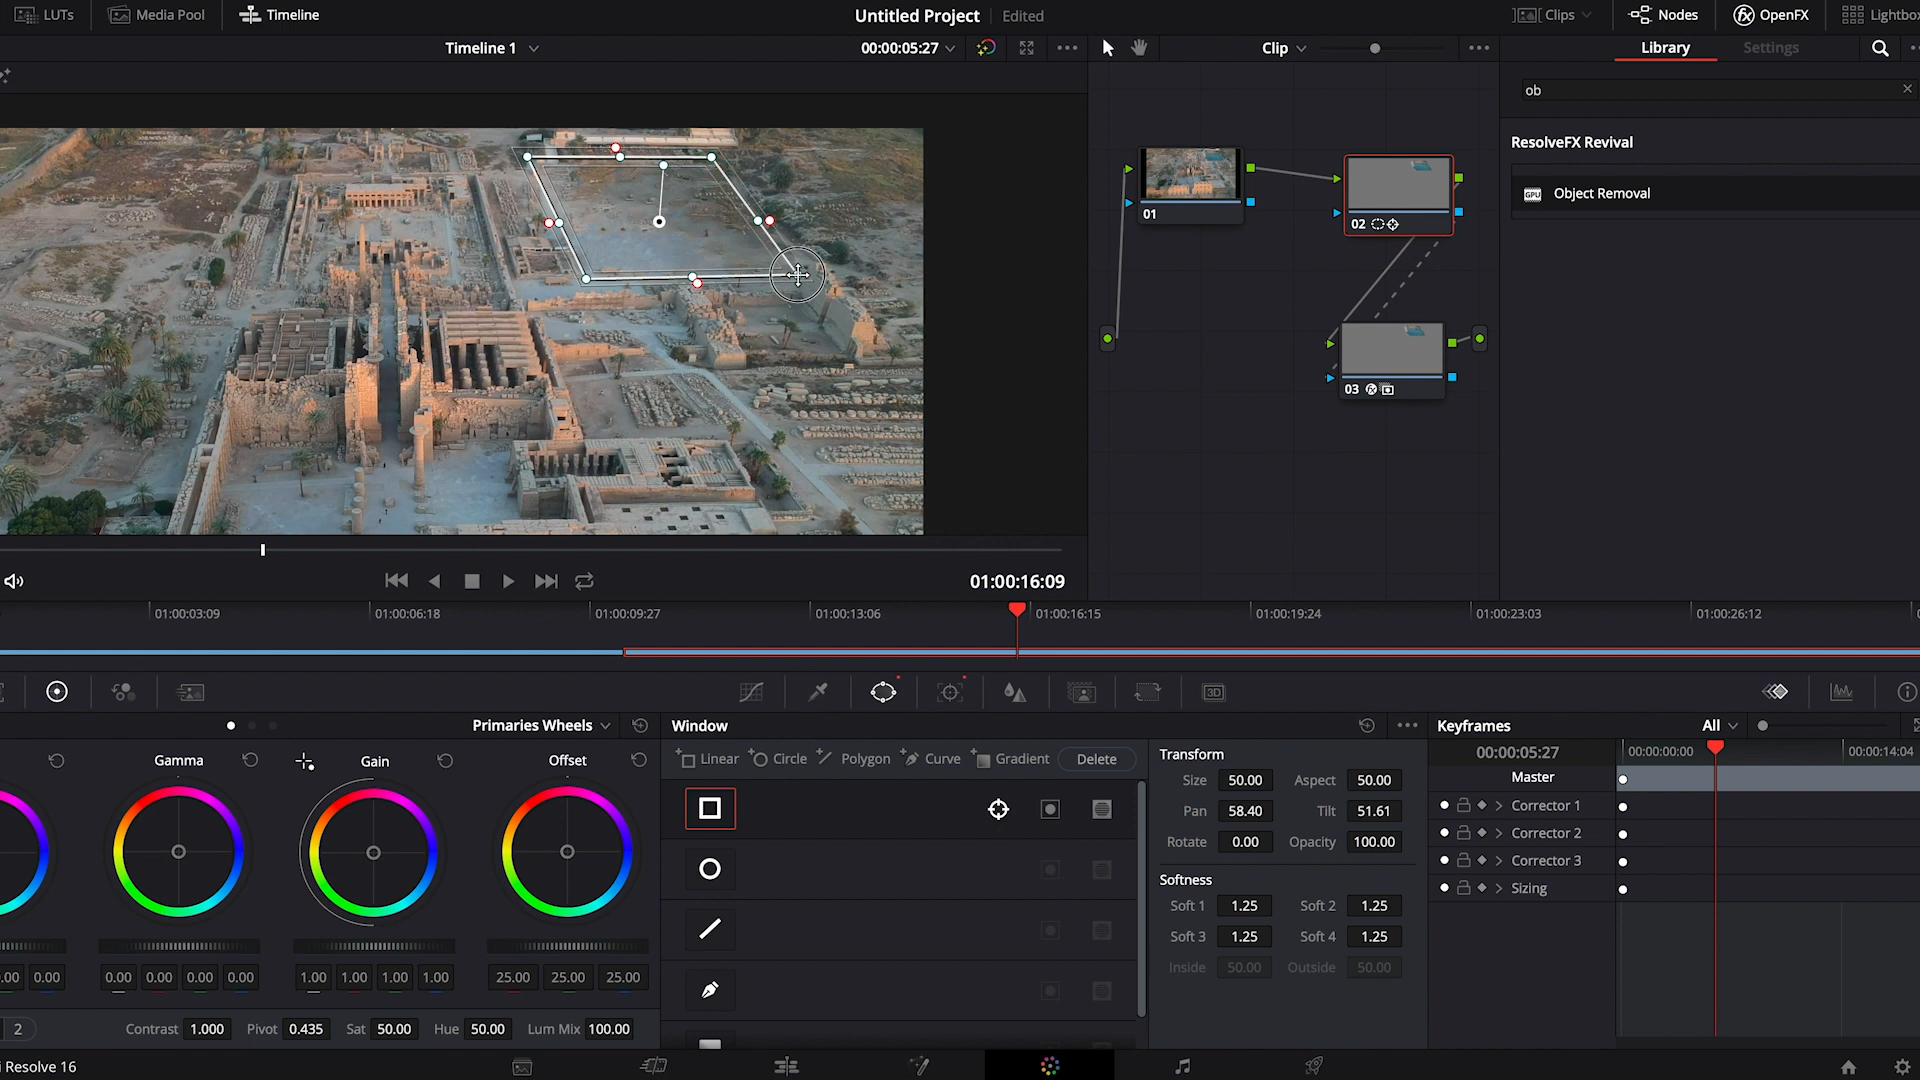 LUTs Media Pool Timeline Untitled Project Edited Clips Nodes OpenFX Lightbox
Timeline 1 00:00:05:27 Clip Library Settings
ob
ResolveFX Revival
GPU Object Removal
01
02
03
01:00:16:09
01:00:03:09 01:00:06:18 01:00:09:27 01:00:13:06 01:00:16:15 01:00:19:24 01:00:23:03 01:00:26:12
3D
Primaries Wheels Window Keyframes All
Gamma Gain Offset
Linear Circle Polygon Curve Gradient Delete
Transform
Size 50.00 Aspect 50.00
Pan 58.40 Tilt 51.61
Rotate 0.00 Opacity 100.00
Softness
Soft 1 1.25 Soft 2 1.25
Soft 3 1.25 Soft 4 1.25
Inside 50.00 Outside 50.00
00:00:05:27 00:00:00:00 00:00:14:04
Master
Corrector 1
Corrector 2
Corrector 3
Sizing
.00 0.00 0.00 0.00 0.00 0.00 1.00 1.00 1.00 1.00 25.00 25.00 25.00
2 Contrast 1.000 Pivot 0.435 Sat 50.00 Hue 50.00 Lum Mix 100.00
i Resolve 16